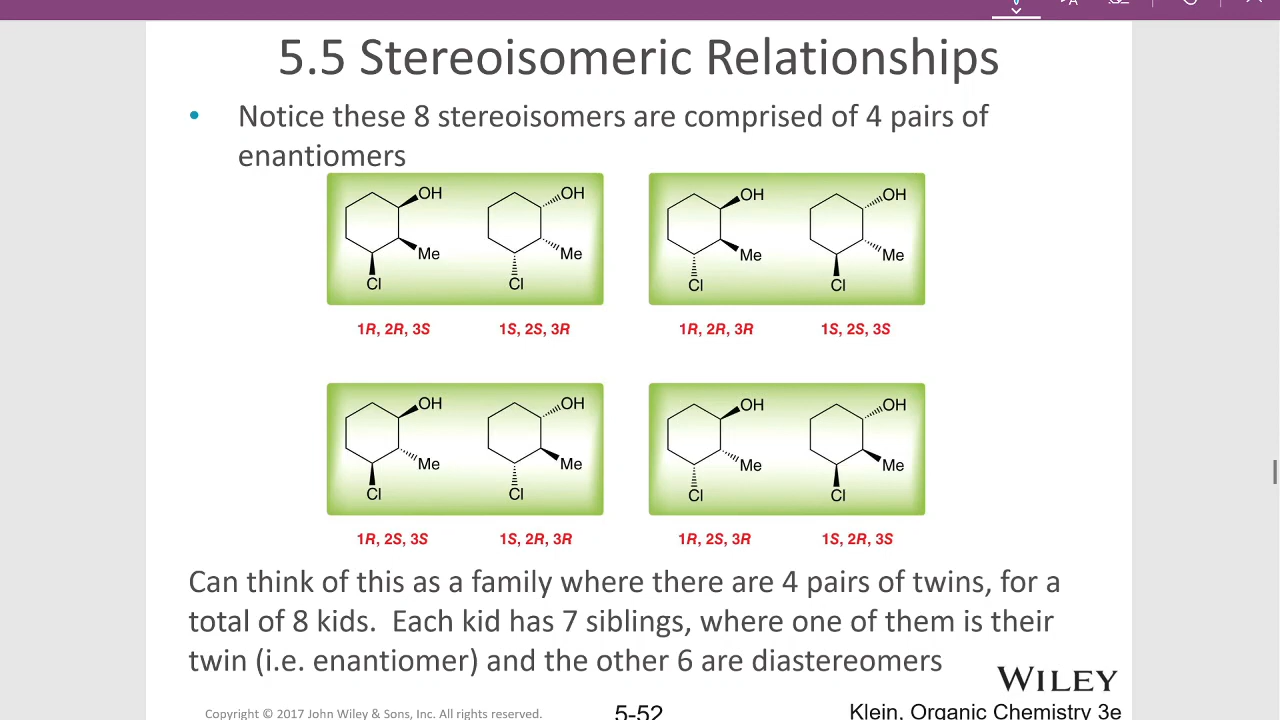 5.5 Stereoisomeric Relationships
• Notice these 8 stereoisomers are comprised of 4 pairs of
enantiomers
OH OH OH OH
Me Me Me Me
Cl Cl Cl Cl
1R, 2R, 3S 1S, 2S, 3R 1R, 2R, 3R 1S, 2S, 3S
OH OH OH OH
Me Me Me Me
Cl Cl Cl Cl
1R, 2S, 3S 1S, 2R, 3R 1R, 2S, 3R 1S, 2R, 3S
Can think of this as a family where there are 4 pairs of twins, for a
total of 8 kids. Each kid has 7 siblings, where one of them is their
twin (i.e. enantiomer) and the other 6 are diastereomers
WILEY
Copyright © 2017 John Wiley & Sons, Inc. All rights reserved. 5-52 Klein, Organic Chemistry 3e